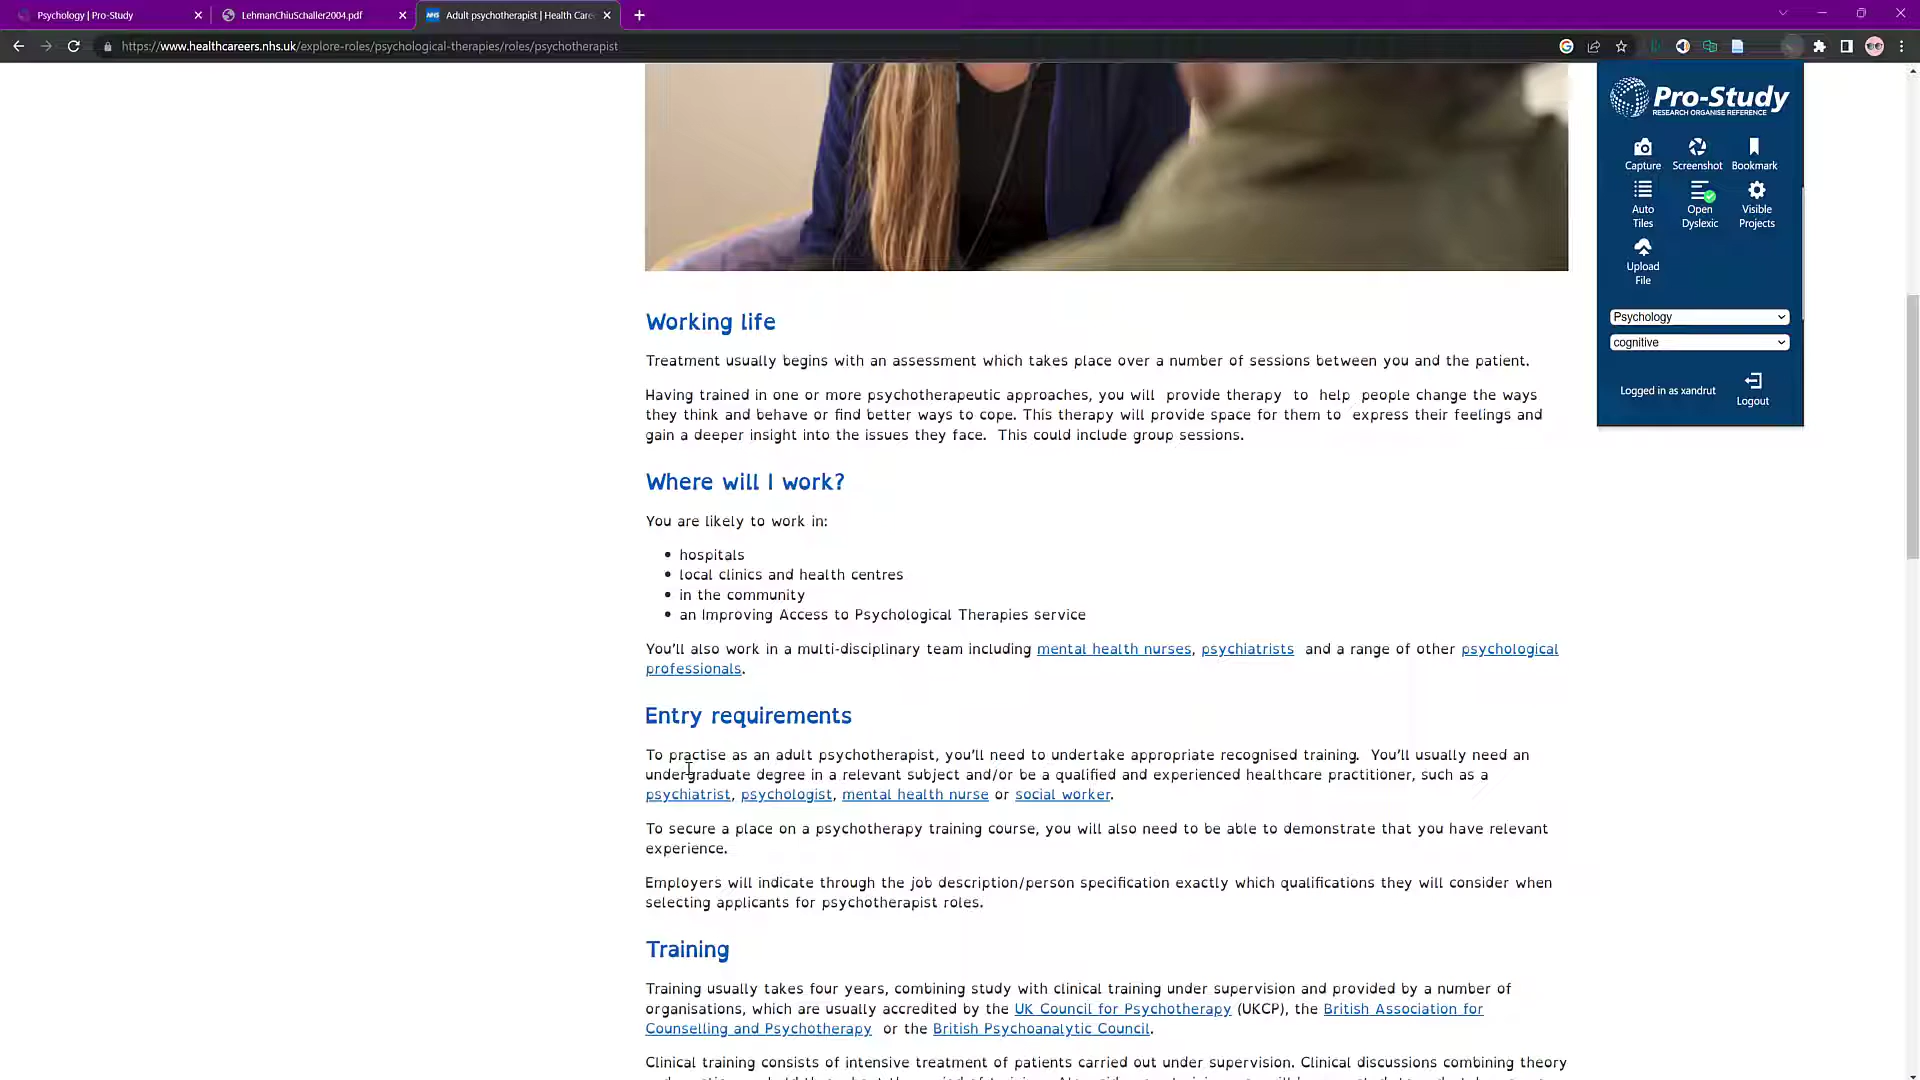 Psychology | Pro-Study
LehmanChiuSchaller2004.pdf
Adult psychotherapist | Health Care
https://www.healthcareers.nhs.uk/explore-roles/psychological-therapies/roles/psychotherapist
Pro-Study
RESEARCH ORGANISE REFERENCE
Capture Screenshot Bookmark
Auto Tiles
Open Dyslexic
Visible Projects
Upload File
Psychology
cognitive
Logged in as xandrut
Logout
Working life
Treatment usually begins with an assessment which takes place over a number of sessions between you and the patient.
Having trained in one or more psychotherapeutic approaches, you will provide therapy to help people change the ways
they think and behave or find better ways to cope. This therapy will provide space for them to express their feelings and
gain a deeper insight into the issues they face. This could include group sessions.
Where will I work?
You are likely to work in:
• hospitals
• local clinics and health centres
• in the community
• an Improving Access to Psychological Therapies service
You'll also work in a multi-disciplinary team including mental health nurses, psychiatrists and a range of other psychological
professionals.
Entry requirements
To practise as an adult psychotherapist, you'll need to undertake appropriate recognised training. You'll usually need an
undergraduate degree in a relevant subject and/or be a qualified and experienced healthcare practitioner, such as a
psychiatrist, psychologist, mental health nurse or social worker.
To secure a place on a psychotherapy training course, you will also need to be able to demonstrate that you have relevant
experience.
Employers will indicate through the job description/person specification exactly which qualifications they will consider when
selecting applicants for psychotherapist roles.
Training
Training usually takes four years, combining study with clinical training under supervision and provided by a number of
organisations, which are usually accredited by the UK Council for Psychotherapy (UKCP), the British Association for
Counselling and Psychotherapy or the British Psychoanalytic Council.
Clinical training consists of intensive treatment of patients carried out under supervision. Clinical discussions combining theory